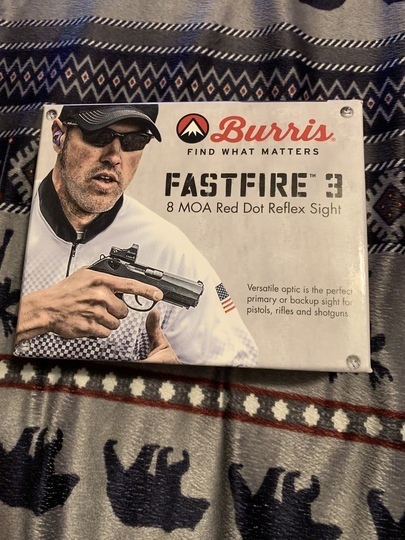 Burris
FIND WHAT MATTERS
FASTFIRE™ 3
8 MOA Red Dot Reflex Sight
Versatile optic is the perfect
primary or backup sight for
pistols, rifles and shotguns.